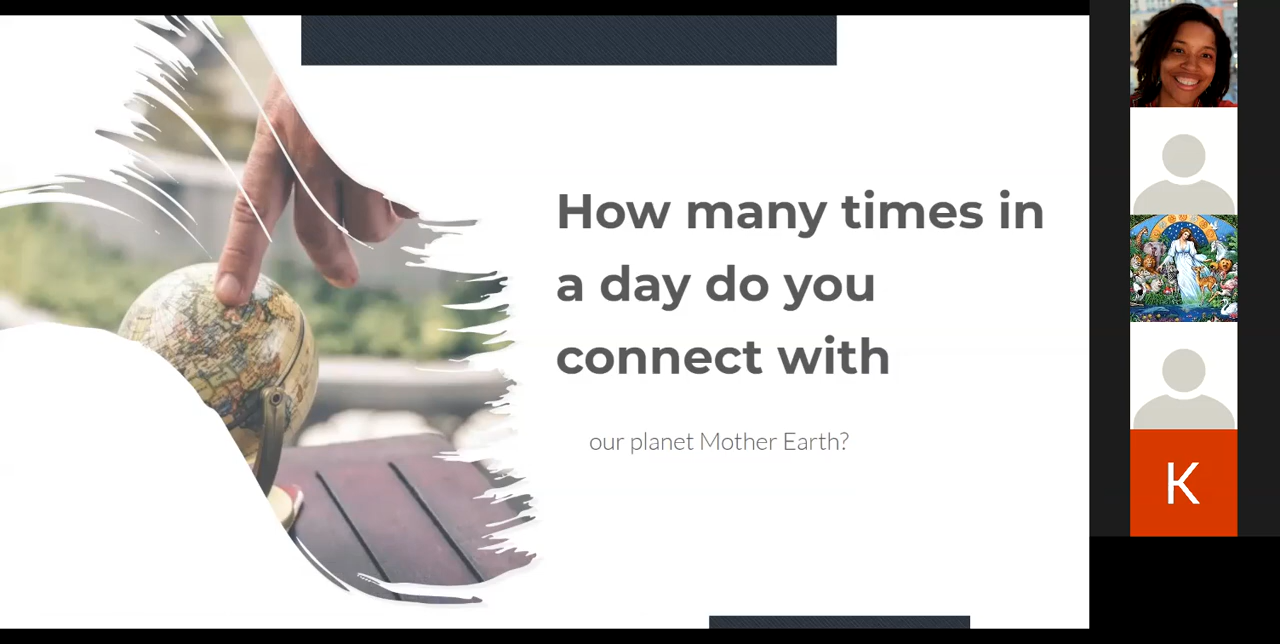 How many times in
a day do you
connect with
our planet Mother Earth?
K